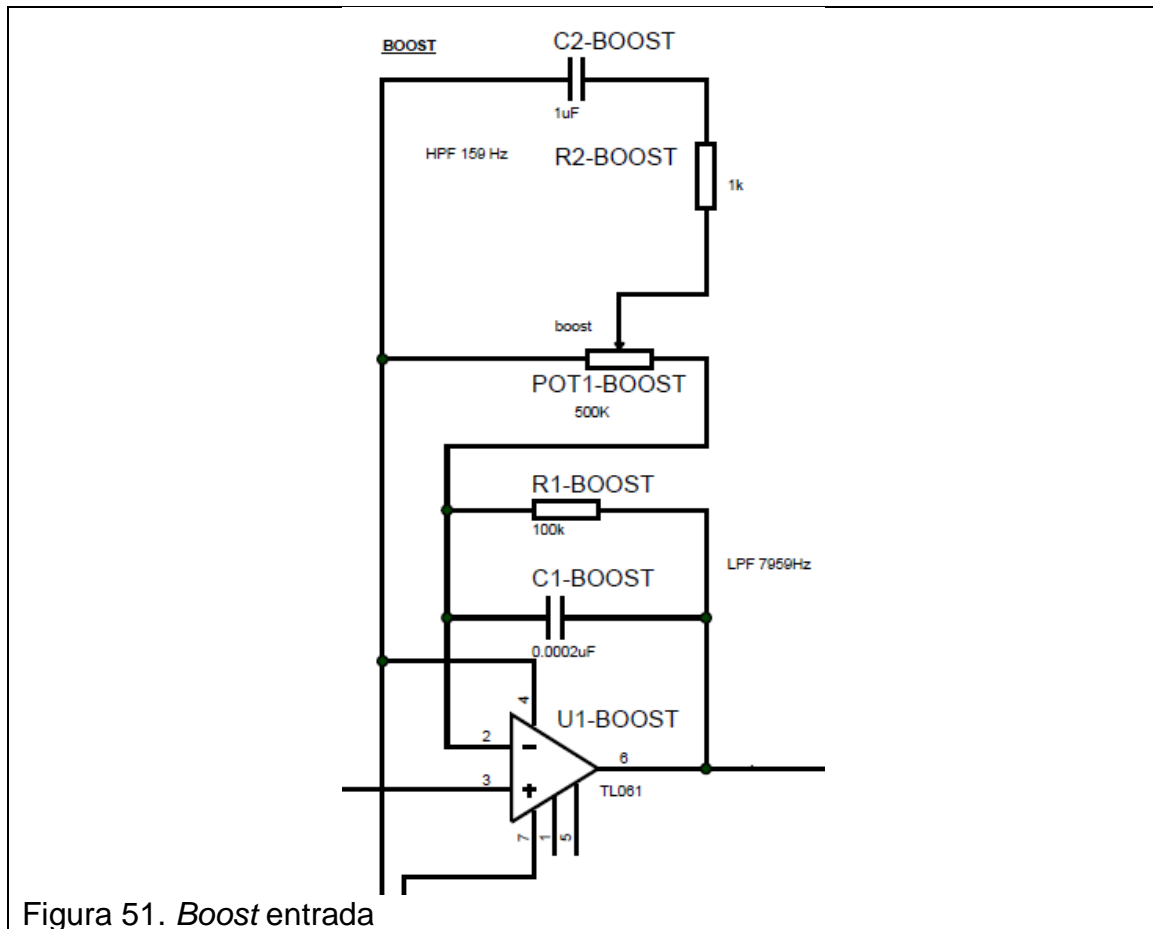 BOOST
C2-BOOST
1uF
HPF 159 Hz
R2-BOOST
1k
boost
POT1-BOOST
500K
R1-BOOST
100k
LPF 7959Hz
C1-BOOST
0.0002uF
4
U1-BOOST
2
6
3
TL061
7
1
5
Figura 51. Boost entrada